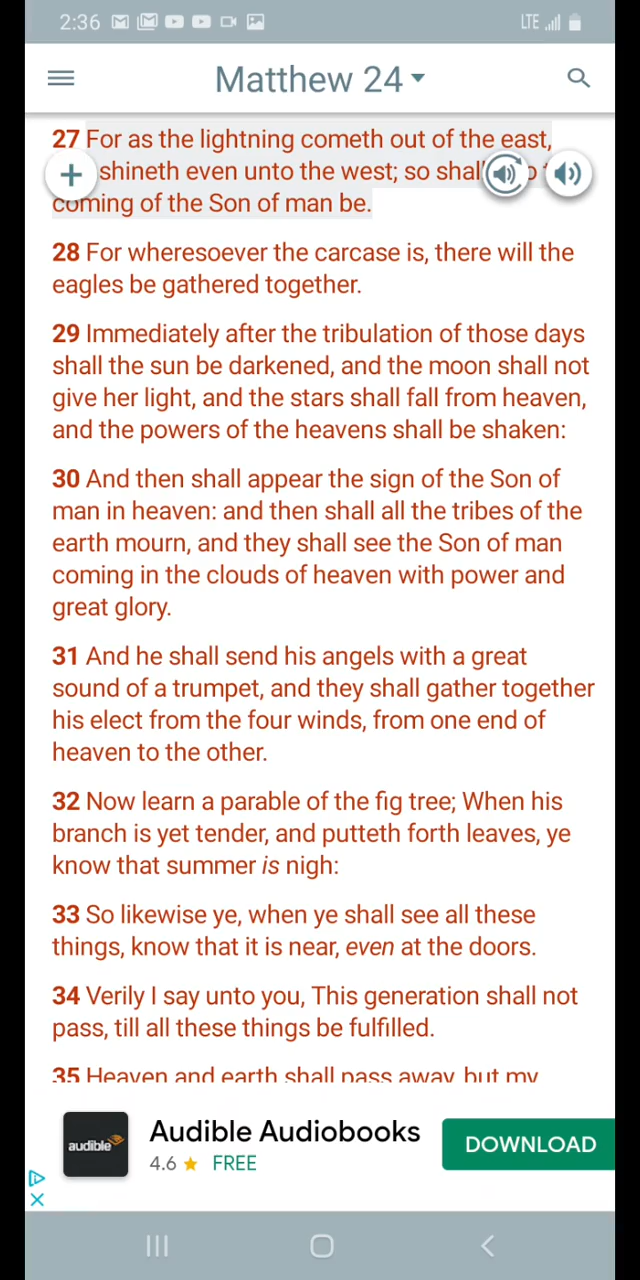 2:36 LTE
Matthew 24
27 For as the lightning cometh out of the east,
shineth even unto the west; so shal
coming of the Son of man be.
28 For wheresoever the carcase is, there will the
eagles be gathered together.
29 Immediately after the tribulation of those days
shall the sun be darkened, and the moon shall not
give her light, and the stars shall fall from heaven,
and the powers of the heavens shall be shaken:
30 And then shall appear the sign of the Son of
man in heaven: and then shall all the tribes of the
earth mourn, and they shall see the Son of man
coming in the clouds of heaven with power and
great glory.
31 And he shall send his angels with a great
sound of a trumpet, and they shall gather together
his elect from the four winds, from one end of
heaven to the other.
32 Now learn a parable of the fig tree; When his
branch is yet tender, and putteth forth leaves, ye
know that summer is nigh:
33 So likewise ye, when ye shall see all these
things, know that it is near, even at the doors.
34 Verily I say unto you, This generation shall not
pass, till all these things be fulfilled.
35 Heaven and earth shall pass away, but my
audible
Audible Audiobooks
4.6 ★ FREE
DOWNLOAD